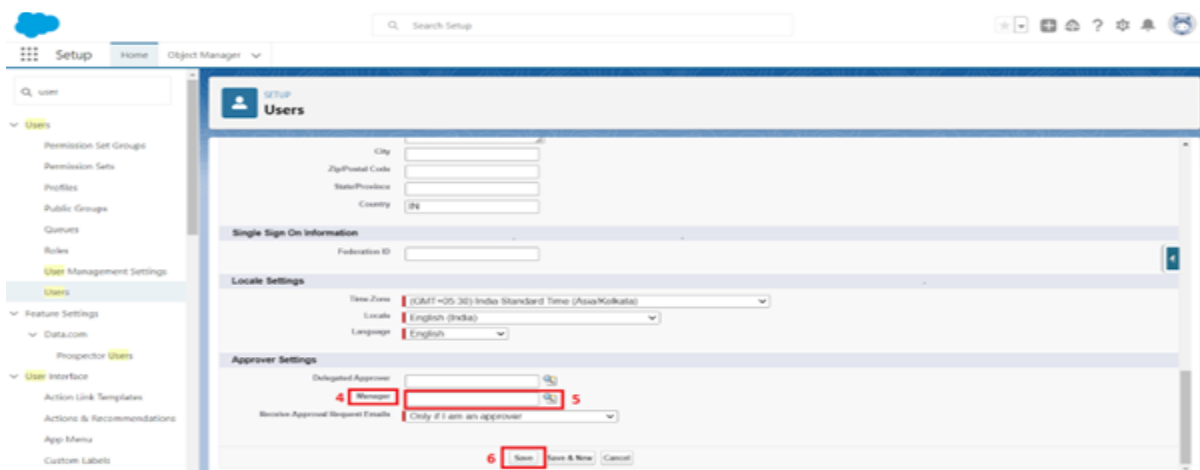 Search Setup
Setup
Home
Object Manager
user
SETUP
Users
Users
Permission Set Groups
Permission Sets
Profiles
Public Groups
Queues
Roles
User Management Settings
Users
Feature Settings
Data.com
Prospector Users
User Interface
Action Link Templates
Actions & Recommendations
App Menu
Custom Labels
City
Zip/Postal Code
State/Province
Country IN
Single Sign On Information
Federation ID
Locale Settings
Time Zone (GMT+05:30) India Standard Time (Asia/Kolkata)
Locale English (India)
Language English
Approver Settings
Delegated Approver
4 Manager 5
Receive Approval Request Emails Only if I am an approver
6 Save Save & New Cancel